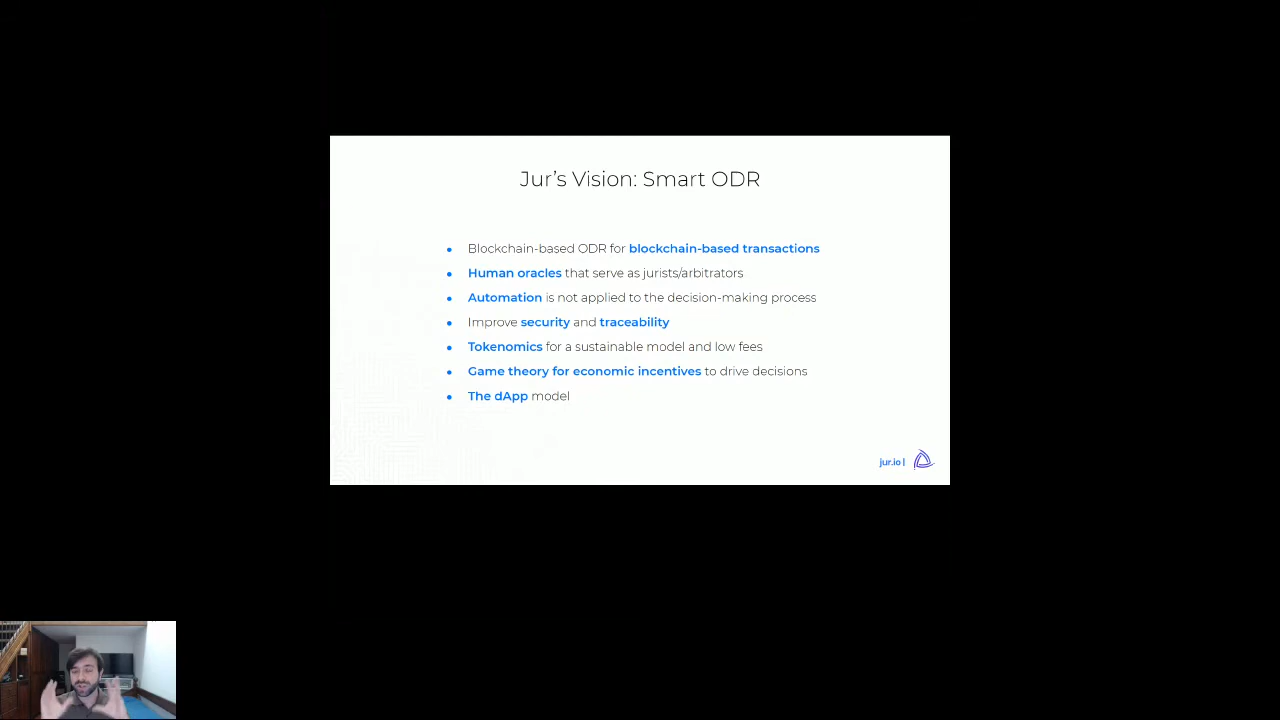 Jur's Vision: Smart ODR
● Blockchain-based ODR for blockchain-based transactions
● Human oracles that serve as jurists/arbitrators
● Automation is not applied to the decision-making process
● Improve security and traceability
● Tokenomics for a sustainable model and low fees
● Game theory for economic incentives to drive decisions
● The dApp model
jur.io |